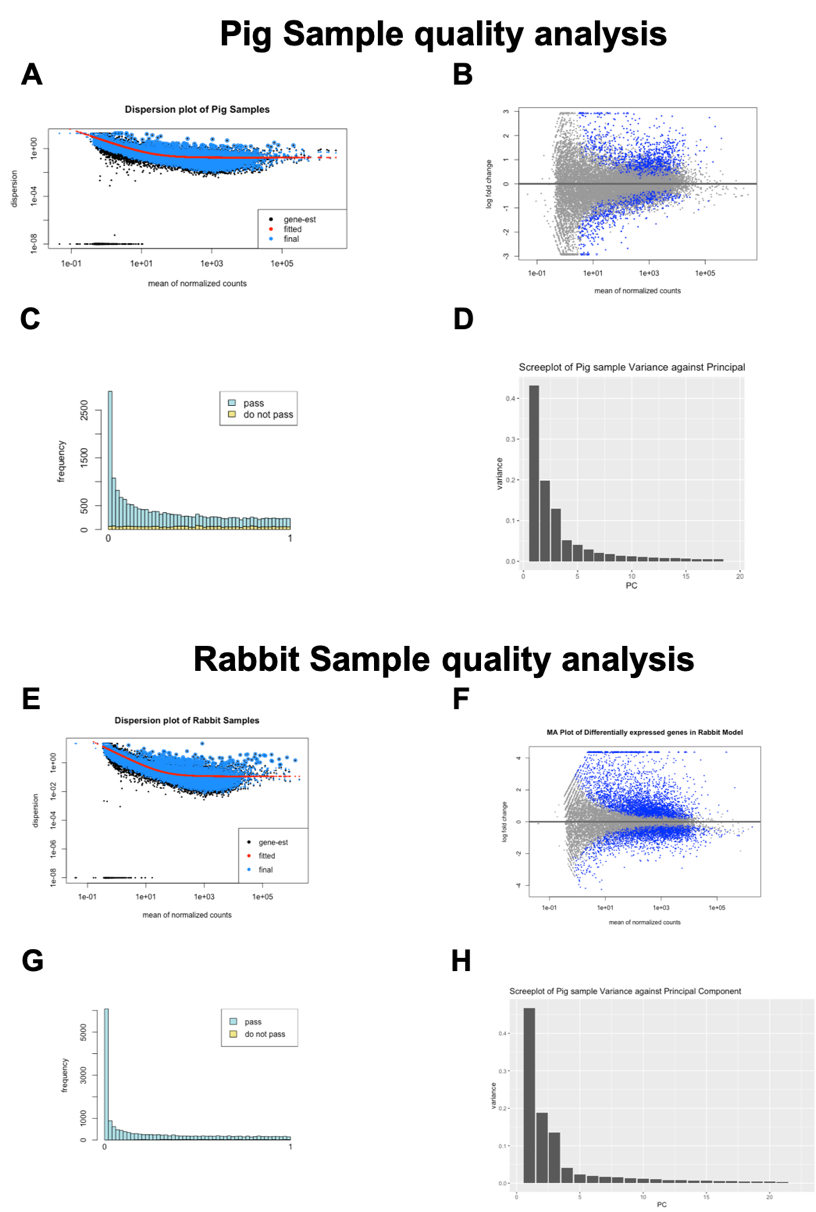 Pig Sample quality analysis
A
B
Dispersion plot of Pig Samples
dispersion
1e+00
1e-04
1e-08
gene-est
fitted
final
1e-01 1e+01 1e+03 1e+05
mean of normalized counts
log fold change
3
2
1
0
-1
-2
-3
1e-01 1e+01 1e+03 1e+05
mean of normalized counts
C
D
frequency
2500
1500
500
0
pass
do not pass
0 1
Screeplot of Pig sample Variance against Principal
variance
0.4
0.3
0.2
0.1
0.0
0 5 10 15 20
PC
Rabbit Sample quality analysis
E
F
Dispersion plot of Rabbit Samples
dispersion
1e+00
1e-02
1e-04
1e-06
1e-08
gene-est
fitted
final
1e-01 1e+01 1e+03 1e+05
mean of normalized counts
MA Plot of Differentially expressed genes in Rabbit Model
log fold change
4
2
0
-2
-4
1e-01 1e+01 1e+03 1e+05
mean of normalized counts
G
H
frequency
5000
3000
1000
0
pass
do not pass
0 1
Screeplot of Pig sample Variance against Principal Component
variance
0.4
0.3
0.2
0.1
0.0
0 5 10 15 20
PC